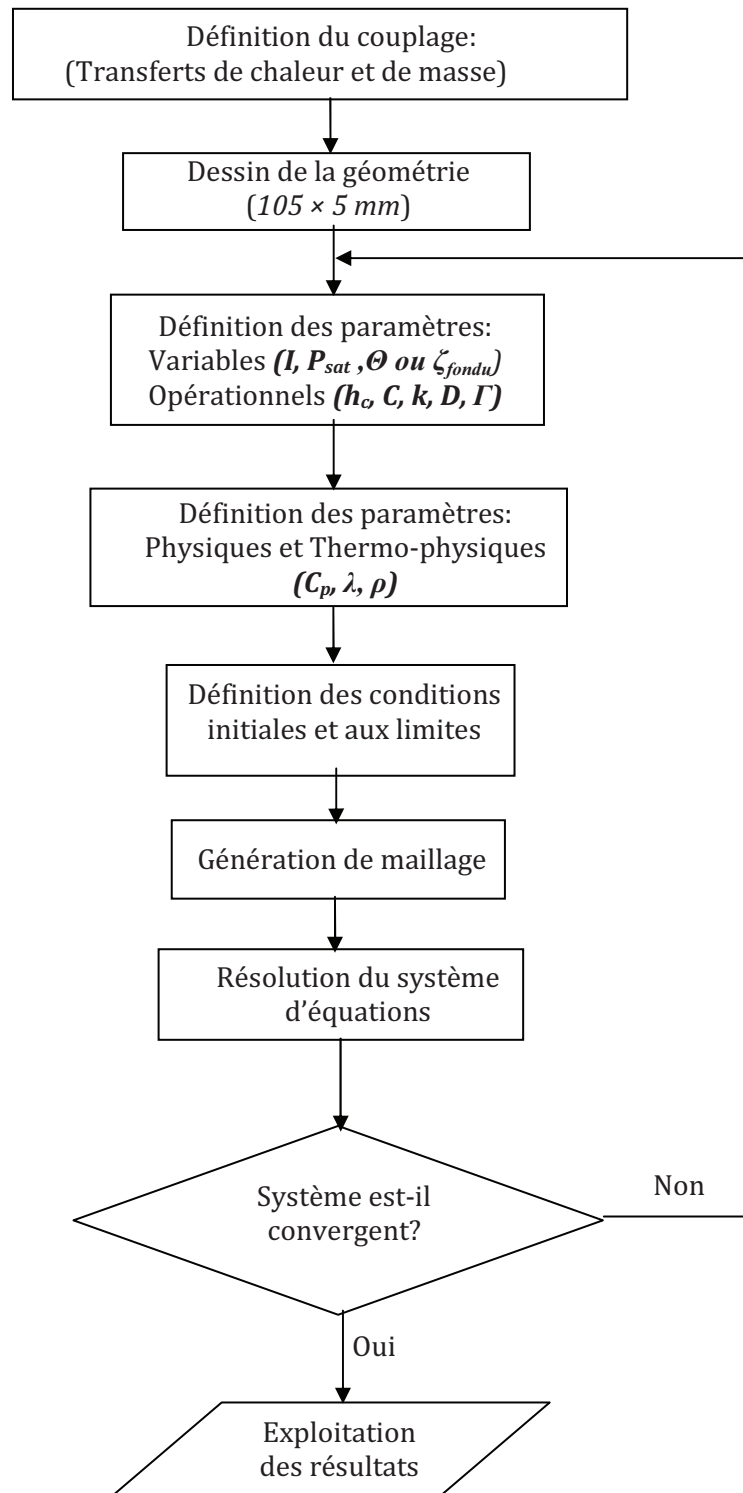 Définition du couplage:
(Transferts de chaleur et de masse)
Dessin de la géométrie
(105 × 5 mm)
Définition des paramètres:
Variables (I, Psat ,Θ ou ζfondu)
Opérationnels (hc, C, k, D, Γ)
Définition des paramètres:
Physiques et Thermo-physiques
(Cp, λ, ρ)
Définition des conditions
initiales et aux limites
Génération de maillage
Résolution du système
d’équations
Système est-il
convergent?
Non
Oui
Exploitation
des résultats